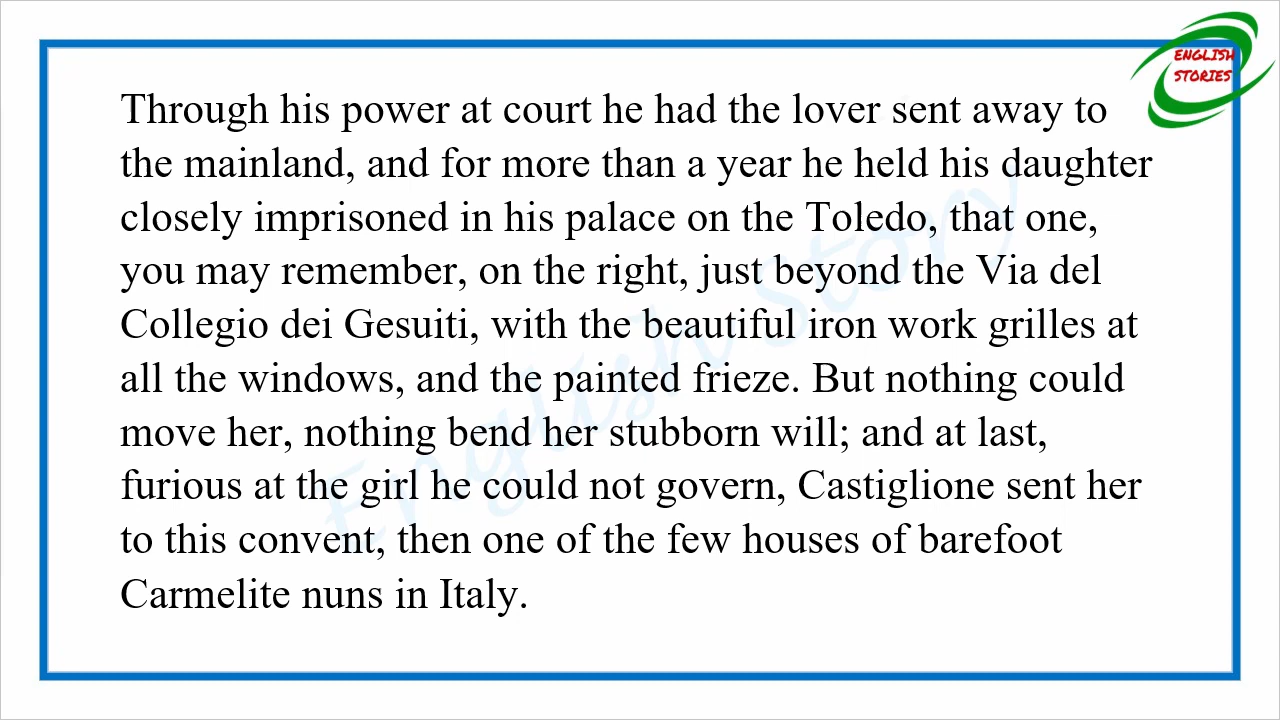 ENGLISH
STORIES
Through his power at court he had the lover sent away to
the mainland, and for more than a year he held his daughter
closely imprisoned in his palace on the Toledo, that one,
you may remember, on the right, just beyond the Via del
Collegio dei Gesuiti, with the beautiful iron work grilles at
all the windows, and the painted frieze. But nothing could
move her, nothing bend her stubborn will; and at last,
furious at the girl he could not govern, Castiglione sent her
to this convent, then one of the few houses of barefoot
Carmelite nuns in Italy.
English Story